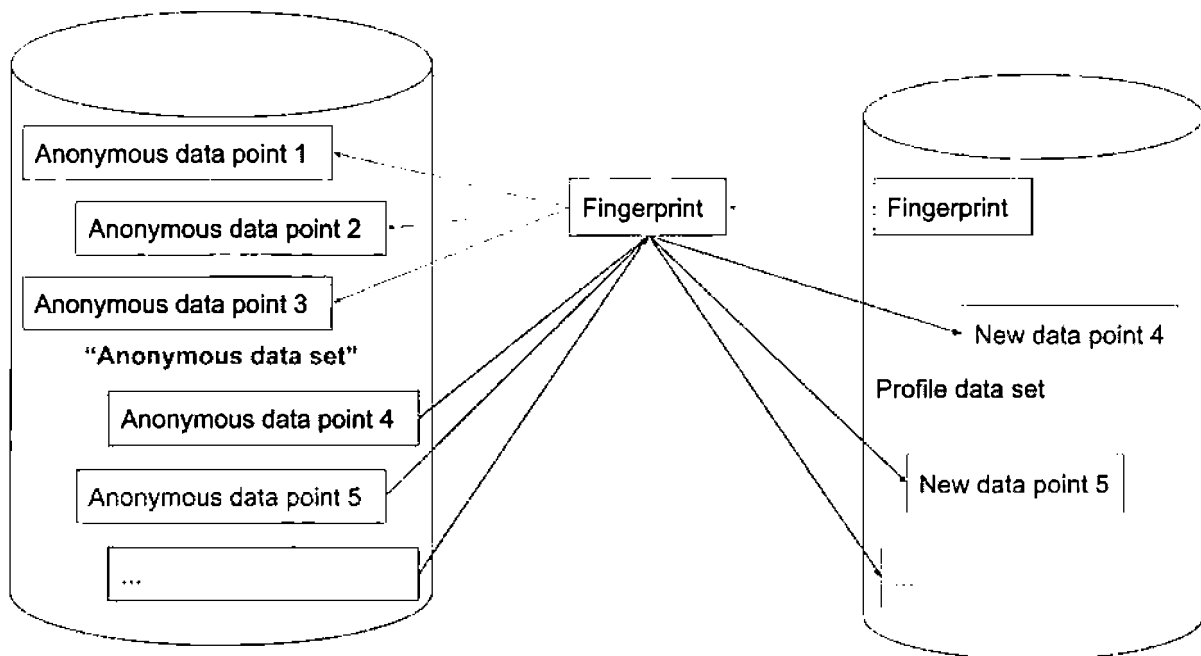 Anonymous data point 1
Anonymous data point 2
Anonymous data point 3
“Anonymous data set”
Anonymous data point 4
Anonymous data point 5
...
Fingerprint
Fingerprint
New data point 4
Profile data set
New data point 5
...